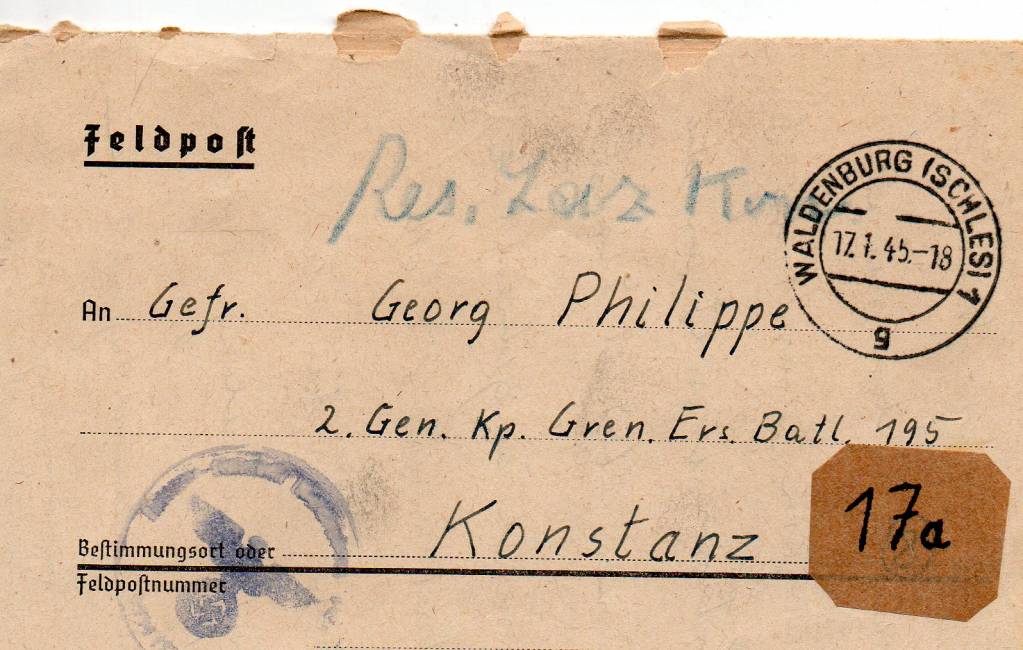 Feldpost
Res. Laz
WALDENBURG (SCHLES) 1
17.1.45.-18
g
An Gefr. Georg Philippe
2. Gen. Kp. Gren. Ers. Batl. 195
17a
Konstanz
Bestimmungsort oder
Feldpostnummer